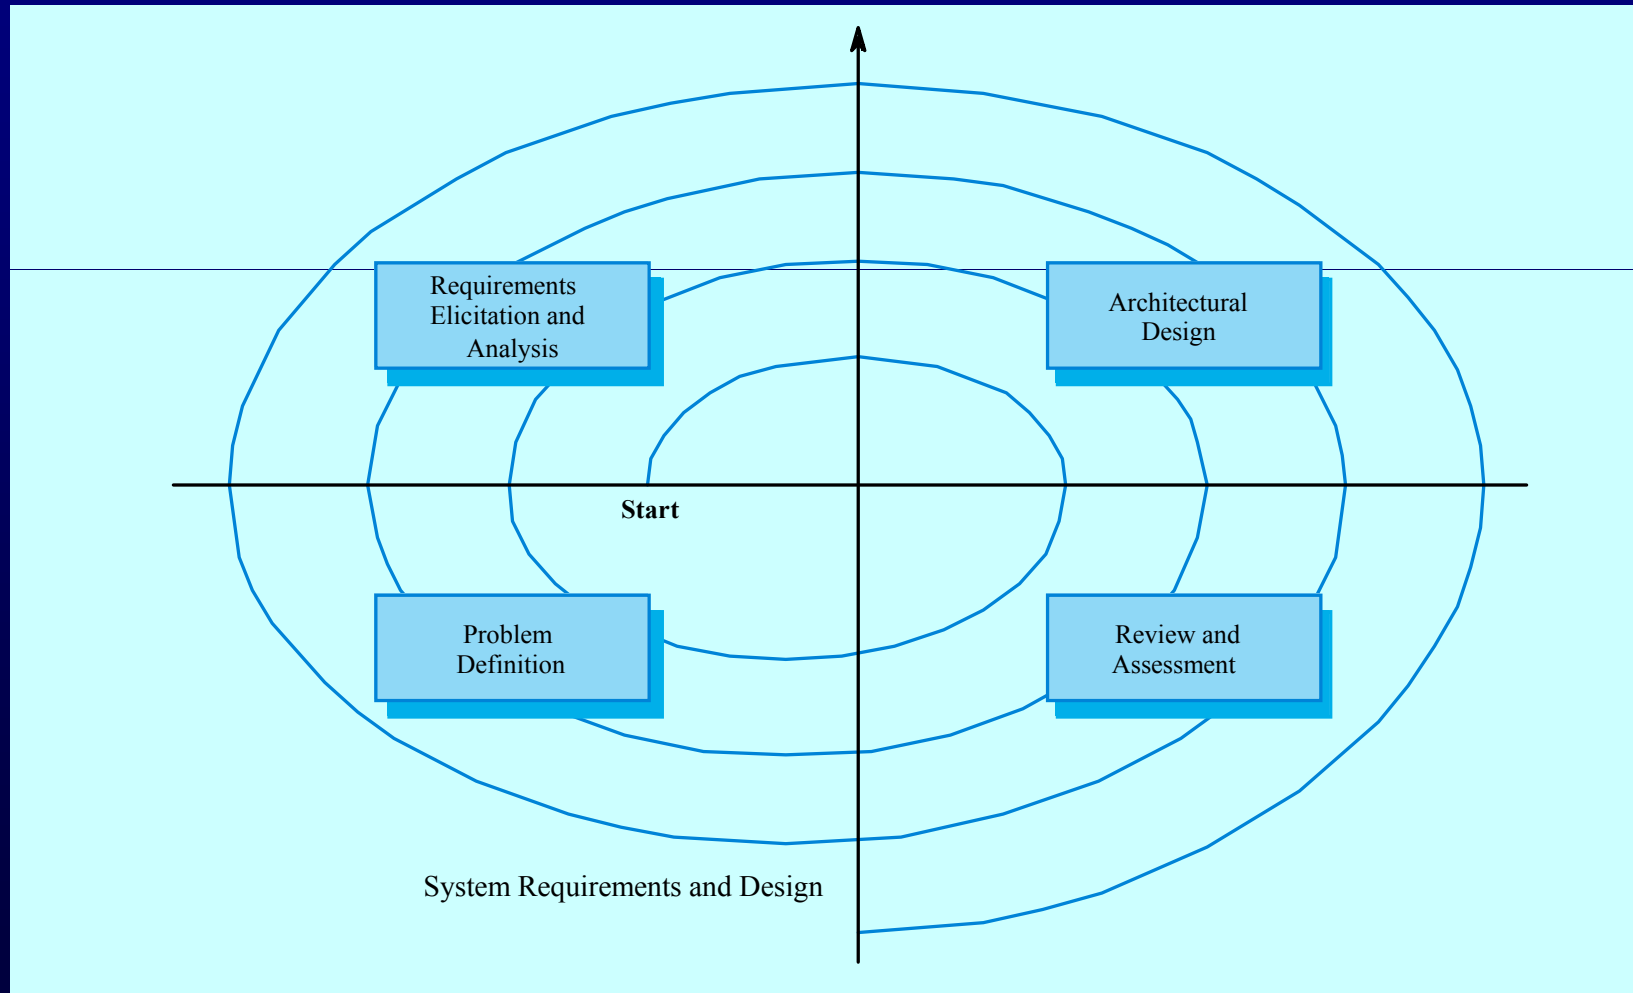 Requirements
Elicitation and
Analysis
Architectural
Design
Start
Problem
Definition
Review and
Assessment
System Requirements and Design